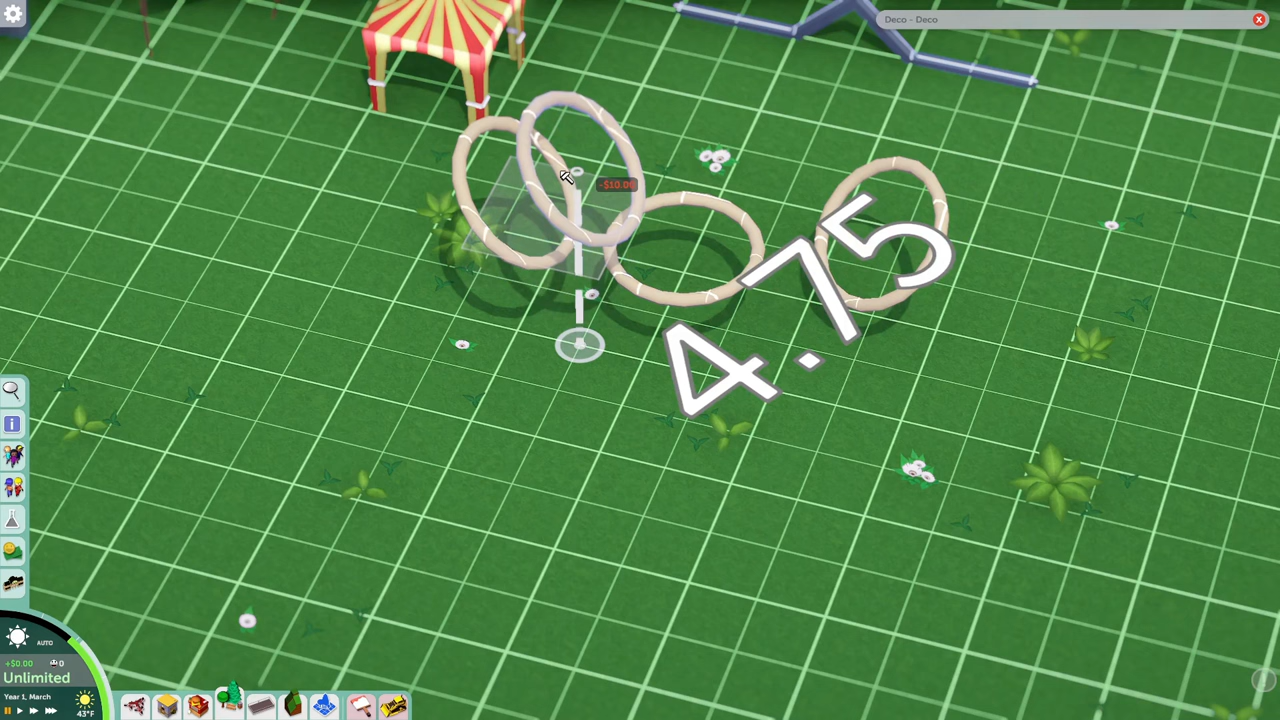 Deco - Deco
-$10.00
4.75
AUTO
+$0.00
0
Unlimited
Year 1, March
43°F